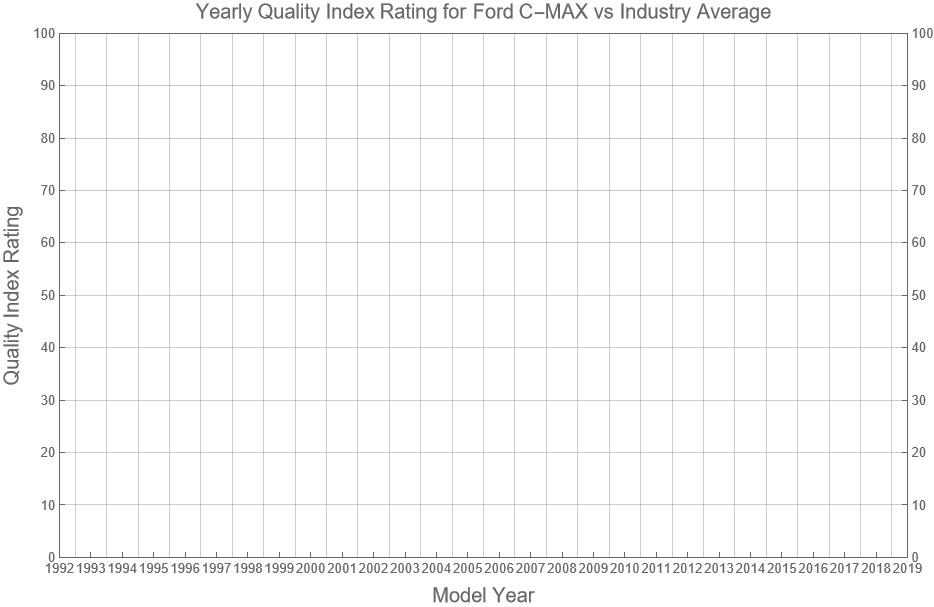 Yearly Quality Index Rating for Ford C−MAX vs Industry Average
100 100
90 90
80 80
70 70
60 60
50 50
40 40
30 30
20 20
10 10
0 0
Quality Index Rating
1992 1993 1994 1995 1996 1997 1998 1999 2000 2001 2002 2003 2004 2005 2006 2007 2008 2009 2010 2011 2012 2013 2014 2015 2016 2017 2018 2019
Model Year